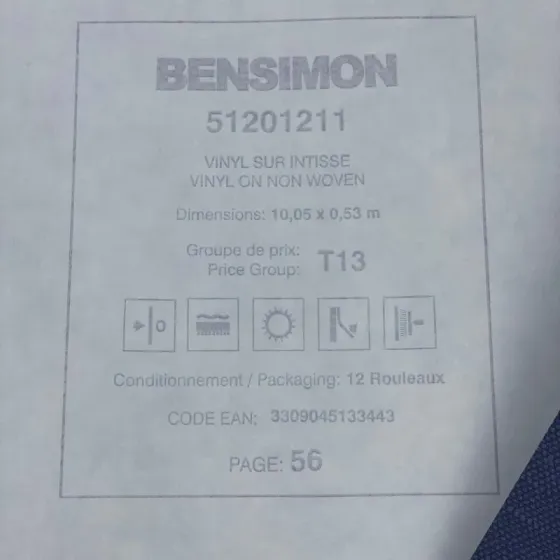 BENSIMON
51201211
VINYL SUR INTISSE
VINYL ON NON WOVEN
Dimensions: 10,05 x 0,53 m
Groupe de prix:
Price Group: T13
Conditionnement / Packaging: 12 Rouleaux
CODE EAN: 3309045133443
PAGE: 56